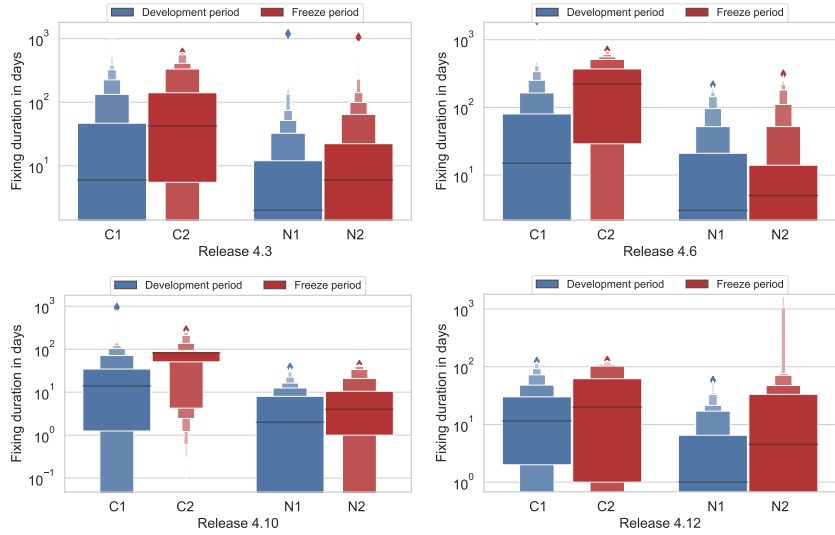 Development period Freeze period
Fixing duration in days
10³
10²
10¹
C1 C2 N1 N2
Release 4.3
Development period Freeze period
Fixing duration in days
10³
10²
10¹
C1 C2 N1 N2
Release 4.6
Development period Freeze period
Fixing duration in days
10³
10²
10¹
10⁰
10⁻¹
C1 C2 N1 N2
Release 4.10
Development period Freeze period
Fixing duration in days
10³
10²
10¹
10⁰
C1 C2 N1 N2
Release 4.12